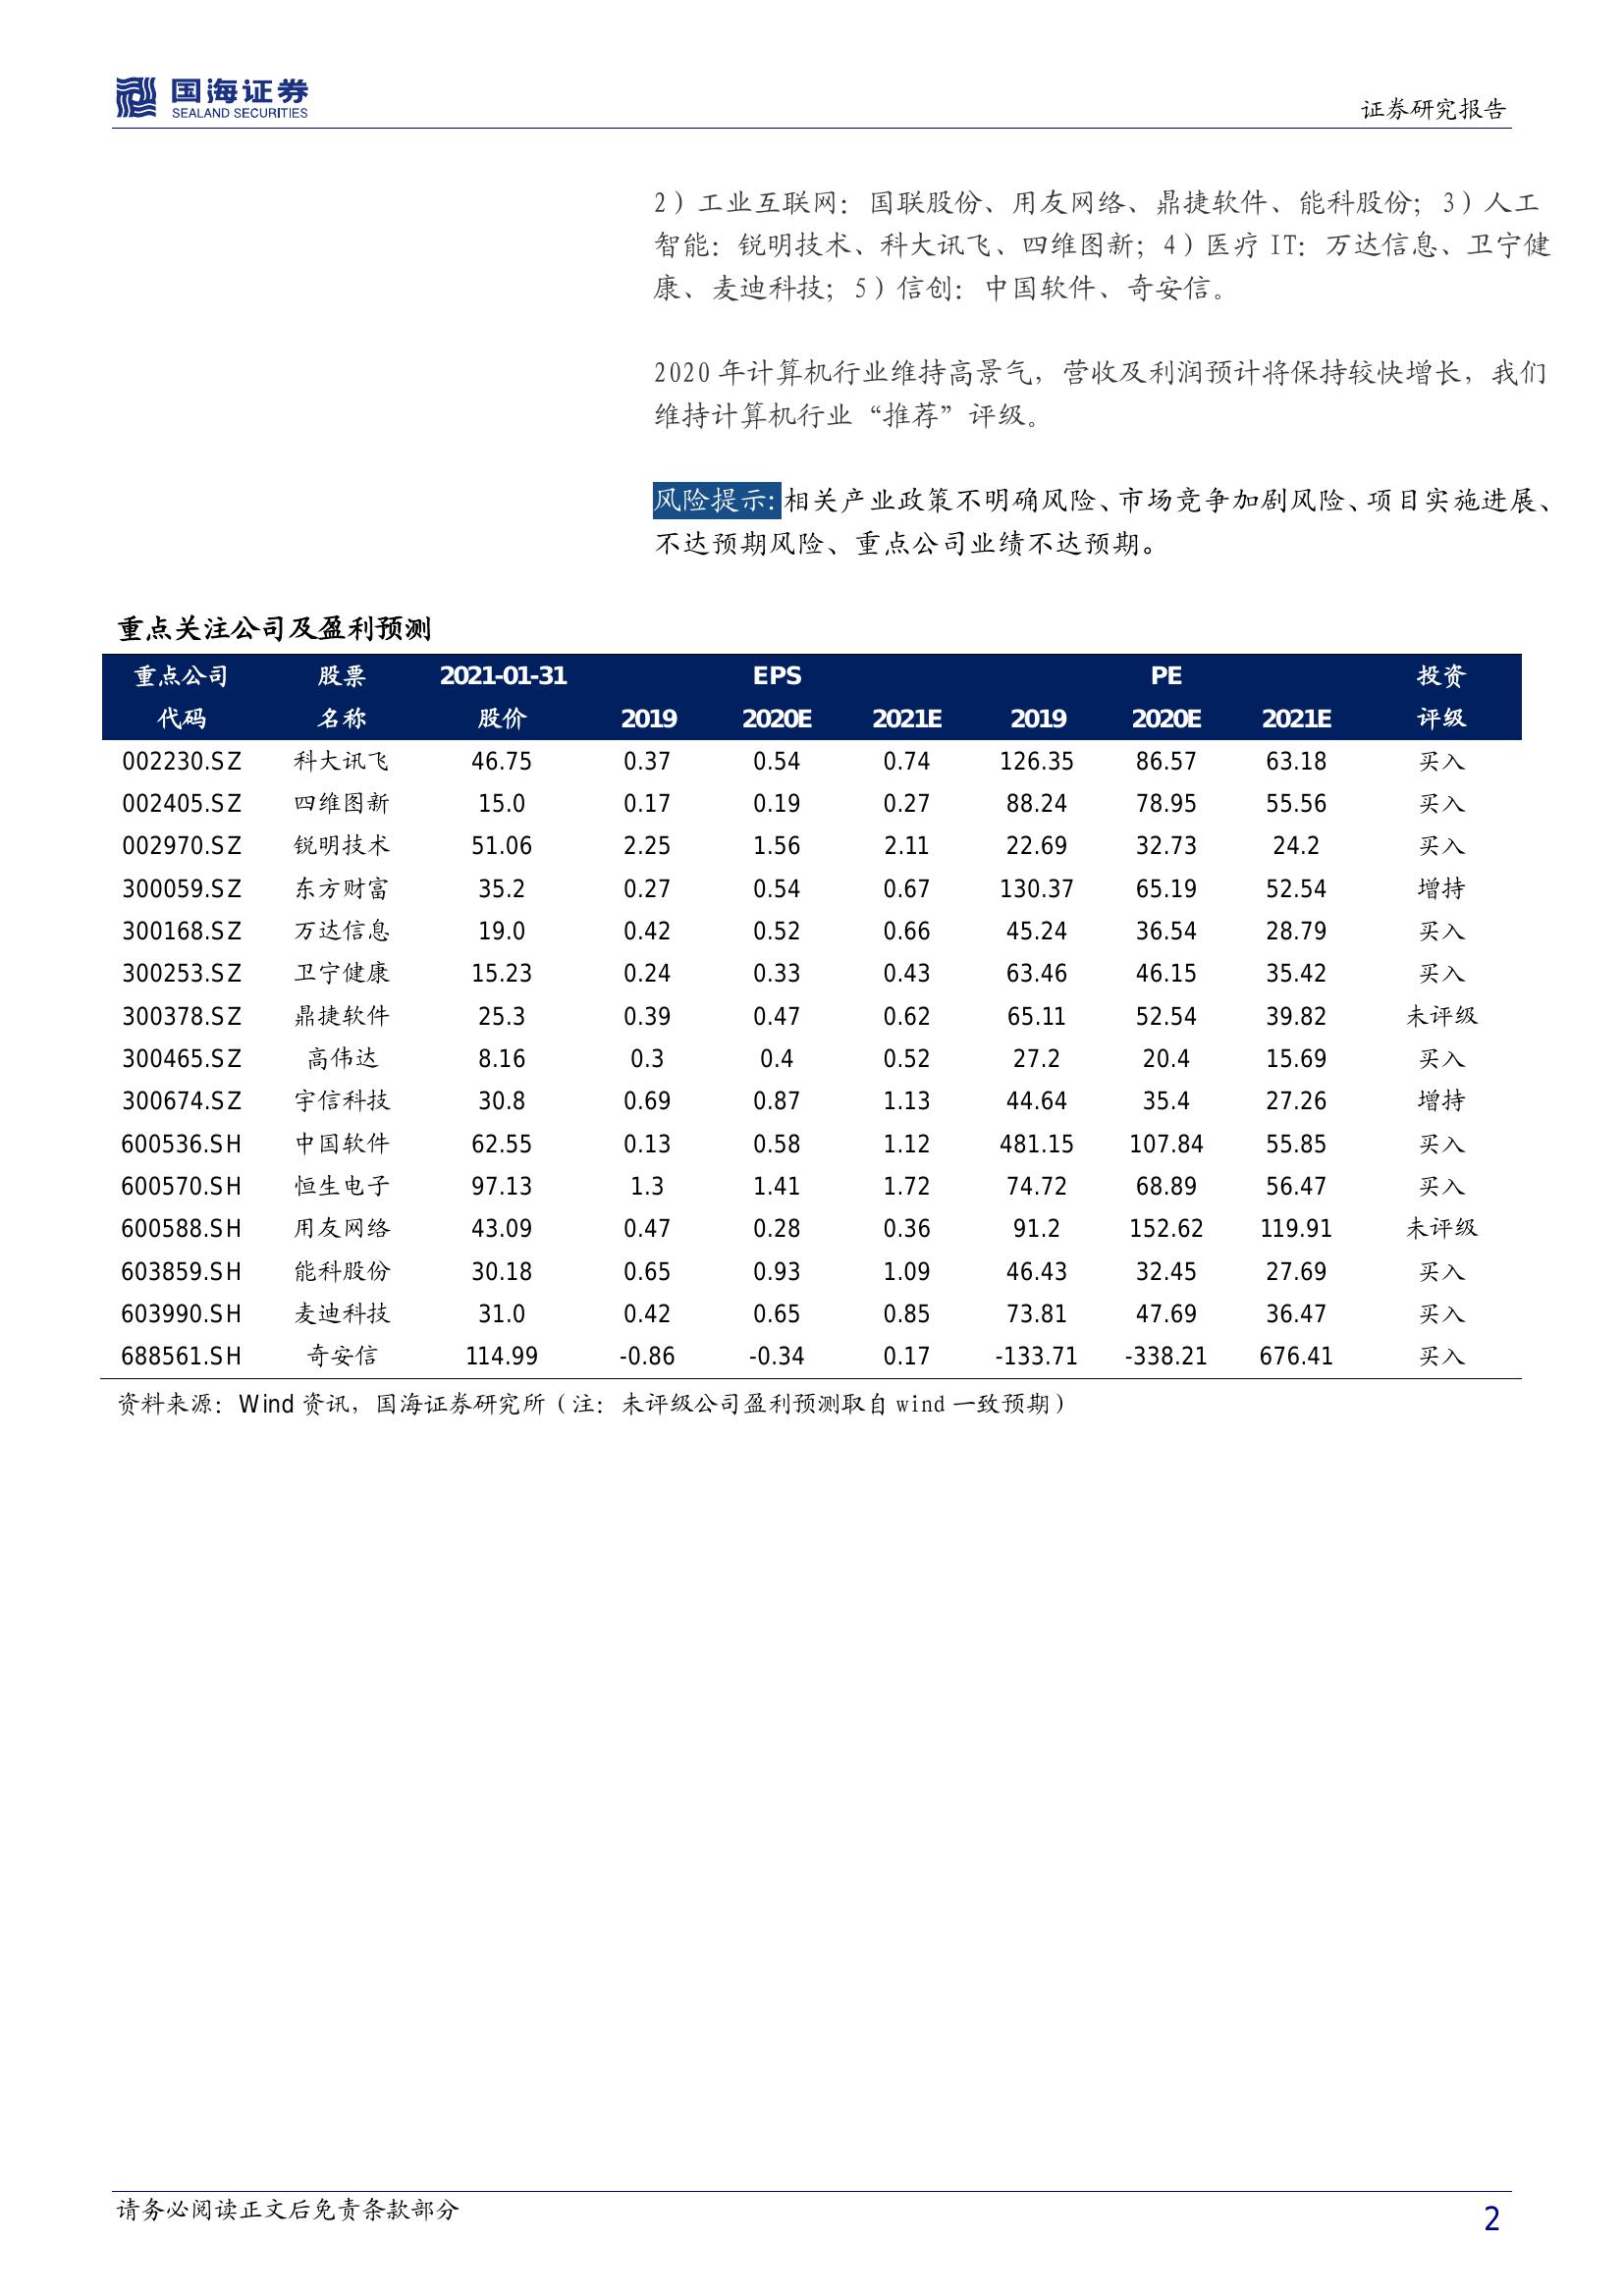 国海证券
SEALAND SECURITIES
证券研究报告
2）工业互联网：国联股份、用友网络、鼎捷软件、能科股份；3）人工
智能：锐明技术、科大讯飞、四维图新；4）医疗 IT：万达信息、卫宁健
康、麦迪科技；5）信创：中国软件、奇安信。
2020 年计算机行业维持高景气，营收及利润预计将保持较快增长，我们
维持计算机行业“推荐”评级。
风险提示：相关产业政策不明确风险、市场竞争加剧风险、项目实施进展、
不达预期风险、重点公司业绩不达预期。
重点关注公司及盈利预测
重点公司 股票 2021-01-31 EPS PE 投资
代码 名称 股价 2019 2020E 2021E 2019 2020E 2021E 评级
002230.SZ 科大讯飞 46.75 0.37 0.54 0.74 126.35 86.57 63.18 买入
002405.SZ 四维图新 15.0 0.17 0.19 0.27 88.24 78.95 55.56 买入
002970.SZ 锐明技术 51.06 2.25 1.56 2.11 22.69 32.73 24.2 买入
300059.SZ 东方财富 35.2 0.27 0.54 0.67 130.37 65.19 52.54 增持
300168.SZ 万达信息 19.0 0.42 0.52 0.66 45.24 36.54 28.79 买入
300253.SZ 卫宁健康 15.23 0.24 0.33 0.43 63.46 46.15 35.42 买入
300378.SZ 鼎捷软件 25.3 0.39 0.47 0.62 65.11 52.54 39.82 未评级
300465.SZ 高伟达 8.16 0.3 0.4 0.52 27.2 20.4 15.69 买入
300674.SZ 宇信科技 30.8 0.69 0.87 1.13 44.64 35.4 27.26 增持
600536.SH 中国软件 62.55 0.13 0.58 1.12 481.15 107.84 55.85 买入
600570.SH 恒生电子 97.13 1.3 1.41 1.72 74.72 68.89 56.47 买入
600588.SH 用友网络 43.09 0.47 0.28 0.36 91.2 152.62 119.91 未评级
603859.SH 能科股份 30.18 0.65 0.93 1.09 46.43 32.45 27.69 买入
603990.SH 麦迪科技 31.0 0.42 0.65 0.85 73.81 47.69 36.47 买入
688561.SH 奇安信 114.99 -0.86 -0.34 0.17 -133.71 -338.21 676.41 买入
资料来源：Wind 资讯，国海证券研究所（注：未评级公司盈利预测取自 wind 一致预期）
请务必阅读正文后免责条款部分
2